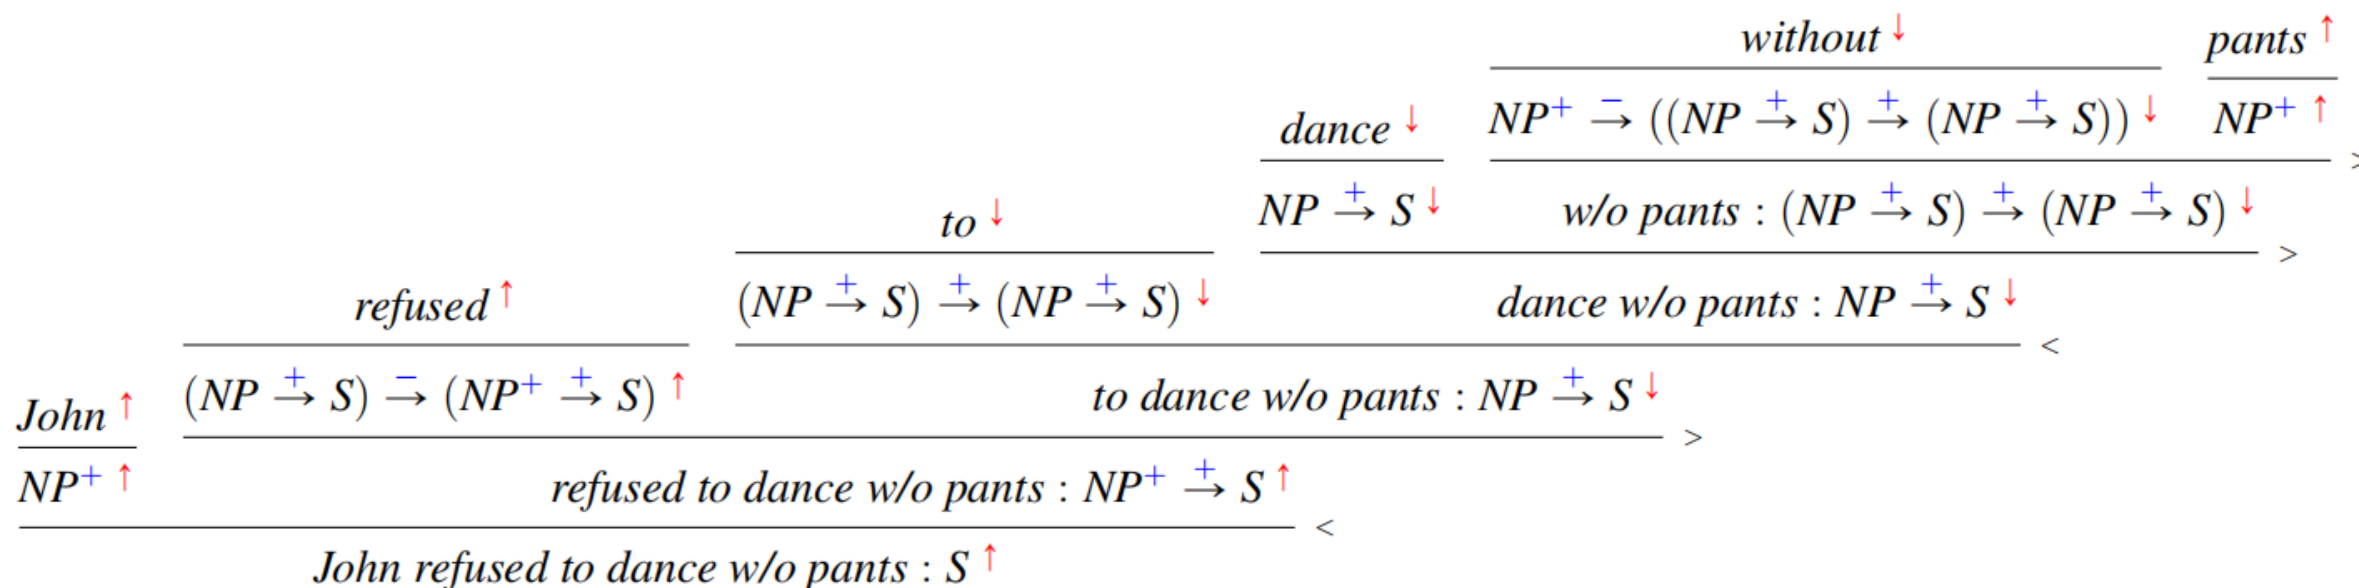 without ↓ pants ↑
dance ↓ NP⁺ →⁻ ((NP →⁺ S) →⁺ (NP →⁺ S)) ↓ NP⁺ ↑ >
to ↓ NP →⁺ S ↓ w/o pants : (NP →⁺ S) →⁺ (NP →⁺ S) ↓ >
refused ↑ (NP →⁺ S) →⁺ (NP →⁺ S) ↓ dance w/o pants : NP →⁺ S ↓ <
John ↑ (NP →⁺ S) →⁻ (NP⁺ →⁺ S) ↑ to dance w/o pants : NP →⁺ S ↓ >
NP⁺ ↑ refused to dance w/o pants : NP⁺ →⁺ S ↑ <
John refused to dance w/o pants : S ↑